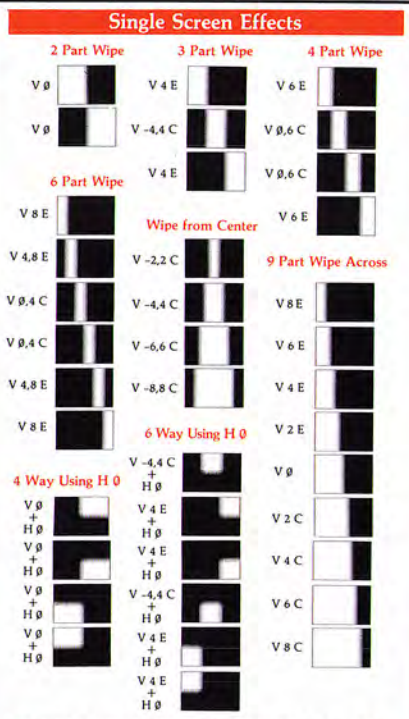 Single Screen Effects
2 Part Wipe
V Ø
V Ø
3 Part Wipe
V 4 E
V -4,4 C
V 4 E
4 Part Wipe
V 6 E
V Ø,6 C
V Ø,6 C
V 6 E
6 Part Wipe
V 8 E
V 4,8 E
V Ø,4 C
V Ø,4 C
V 4,8 E
V 8 E
Wipe from Center
V -2,2 C
V -4,4 C
V -6,6 C
V -8,8 C
9 Part Wipe Across
V 8 E
V 6 E
V 4 E
V 2 E
V Ø
V 2 C
V 4 C
V 6 C
V 8 C
4 Way Using H Ø
V Ø
+
H Ø
V Ø
+
H Ø
V Ø
+
H Ø
V Ø
+
H Ø
6 Way Using H Ø
V -4,4 C
+
H Ø
V 4 E
+
H Ø
V 4 E
+
H Ø
V -4,4 C
+
H Ø
V 4 E
+
H Ø
V 4 E
+
H Ø